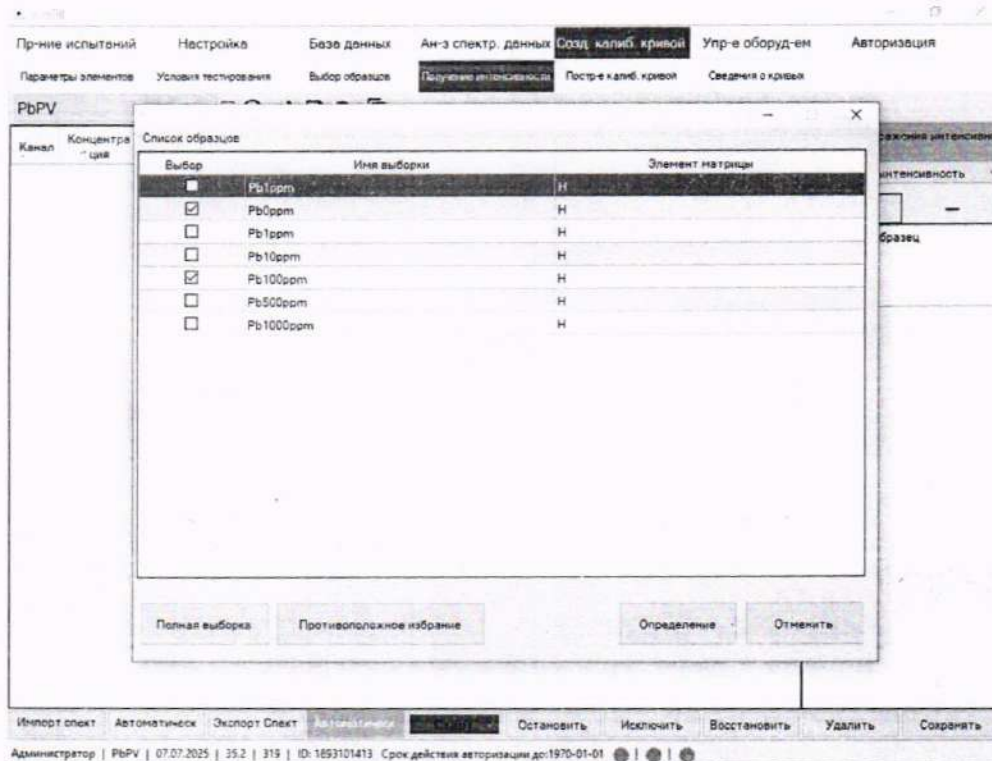 Пр-ние испытаний Настройка База данных Ан-з спектр. данных Созд. калиб. кривой Упр-е оборуд-ем Авторизация
Параметры элементов Условия тестирования Выбор образцов Получение интенсивности Постр-е калиб. кривой Сведения о кривых
PbPV
Канал Концентра
ция
Список образцов
Выбор Имя выборки Элемент матрицы
интенсивность
Pb1ppm H
Pb0ppm H
Pb1ppm H
бразец
Pb10ppm H
Pb100ppm H
Pb500ppm H
Pb1000ppm H
Полная выборка Противоположное избрание Определение Отменить
Импорт спект Автоматическ Экспорт Спект Остановить Исключить Восстановить Удалить Сохранять
Администратор | PbPV | 07.07.2025 | 35.2 | 319 | ID: 1893101413 Срок действия авторизации до:1970-01-01